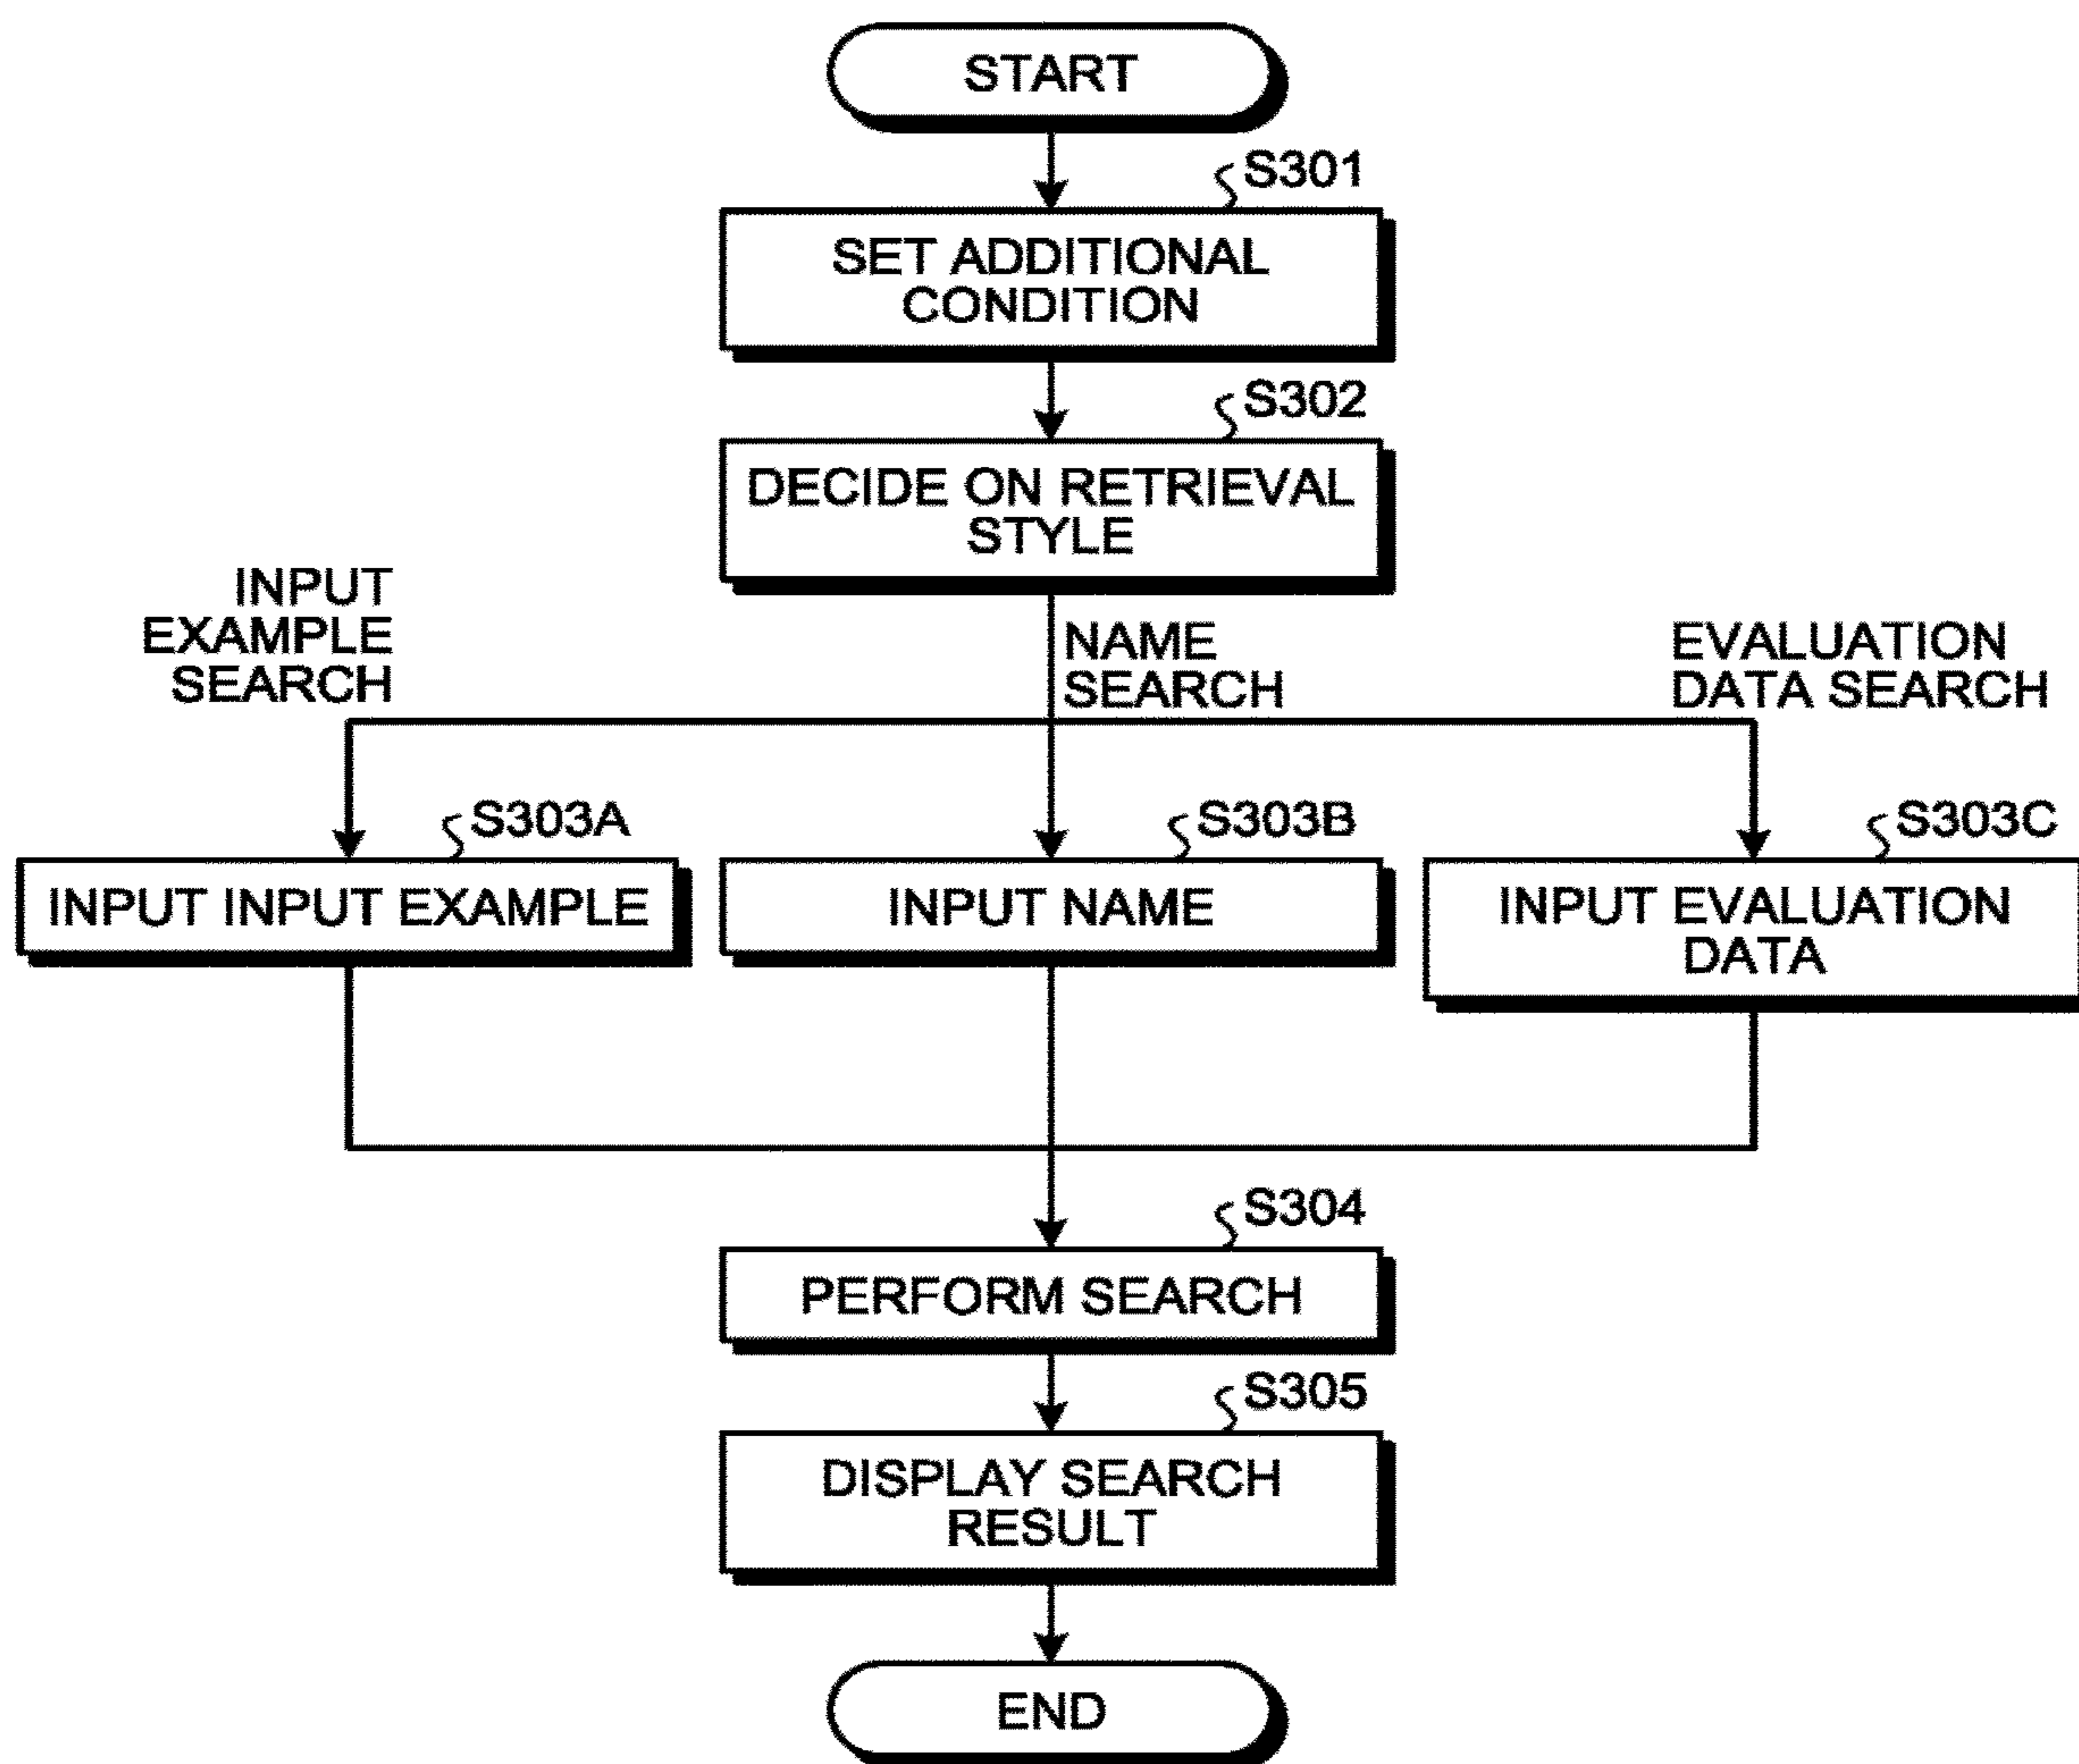 START
S301
SET ADDITIONAL
CONDITION
S302
DECIDE ON RETRIEVAL
STYLE
INPUT
EXAMPLE
SEARCH
NAME
SEARCH
EVALUATION
DATA SEARCH
S303A
INPUT INPUT EXAMPLE
S303B
INPUT NAME
S303C
INPUT EVALUATION
DATA
S304
PERFORM SEARCH
S305
DISPLAY SEARCH
RESULT
END